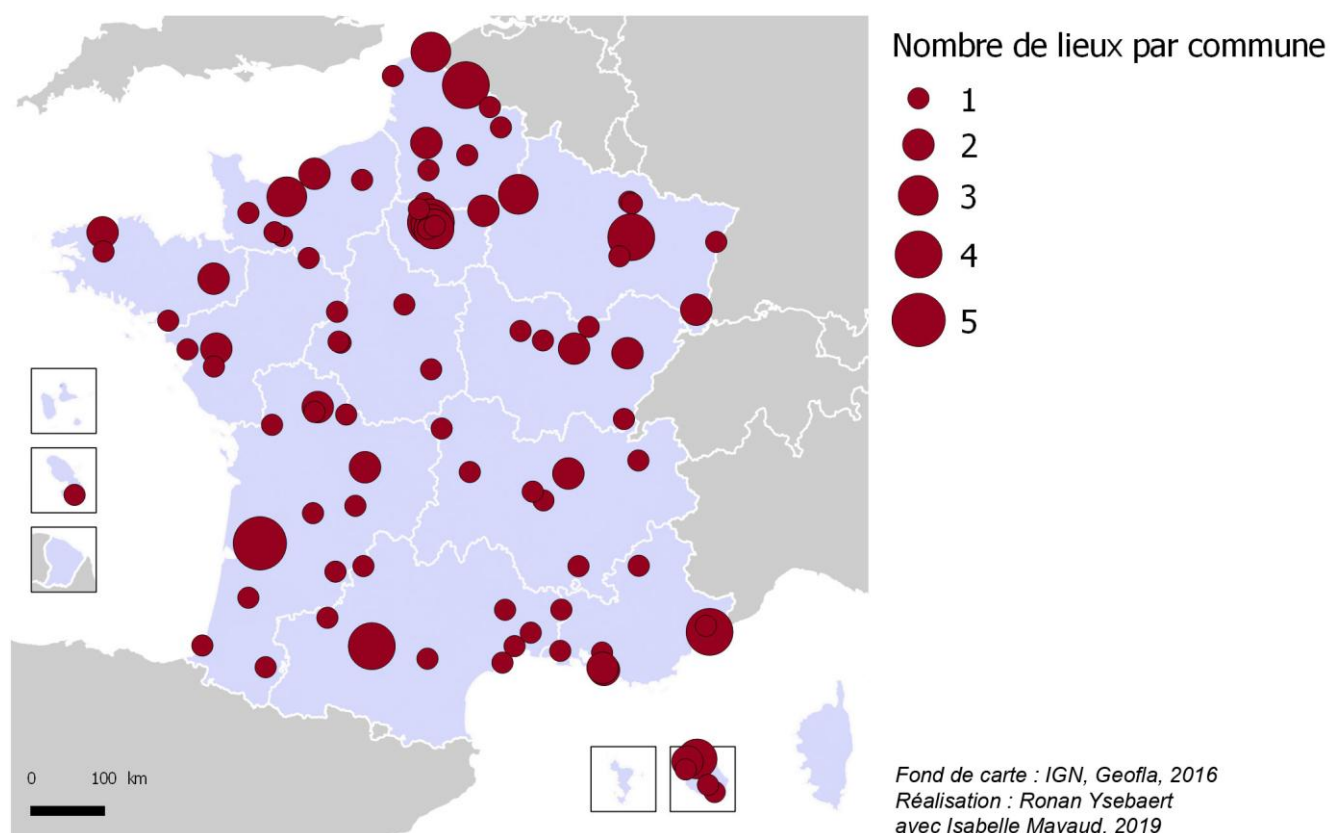 Nombre de lieux par commune
1
2
3
4
5
0 100 km
Fond de carte : IGN, Geofla, 2016
Réalisation : Ronan Ysebaert
avec Isabelle Mayaud, 2019